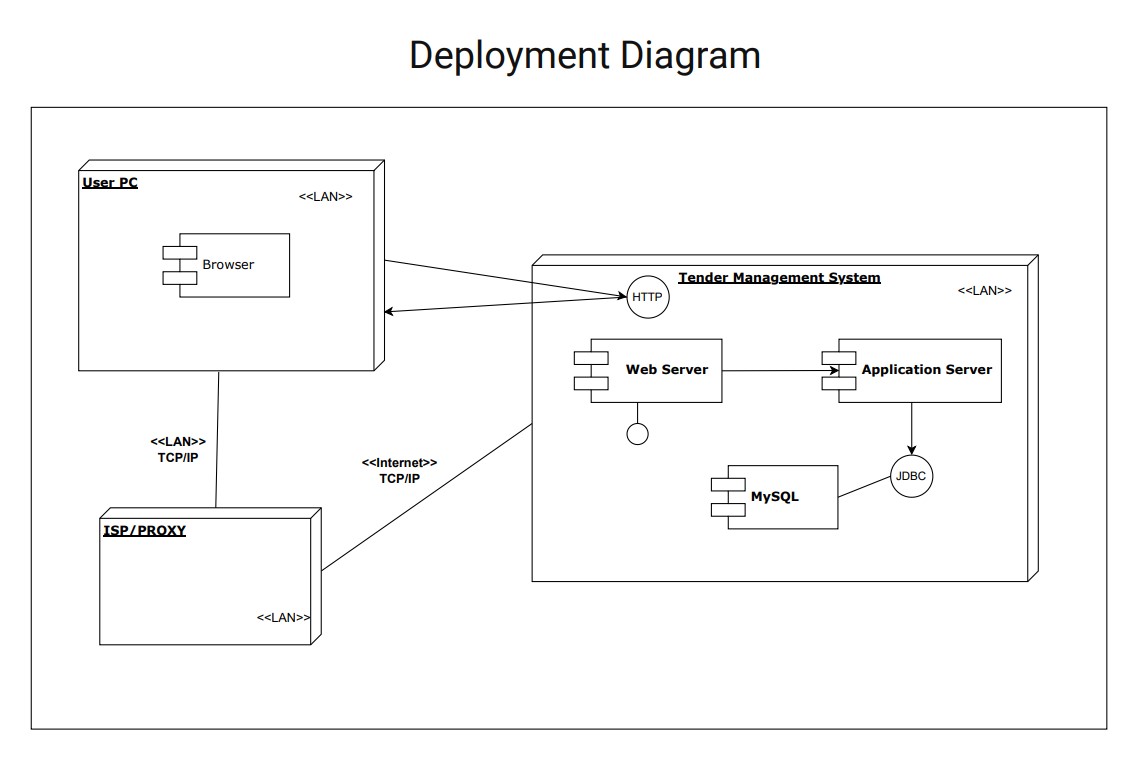 Deployment Diagram
User PC
<<LAN>>
Browser
Tender Management System
<<LAN>>
HTTP
Web Server
Application Server
<<LAN>>
TCP/IP
<<Internet>>
TCP/IP
JDBC
MySQL
ISP/PROXY
<<LAN>>